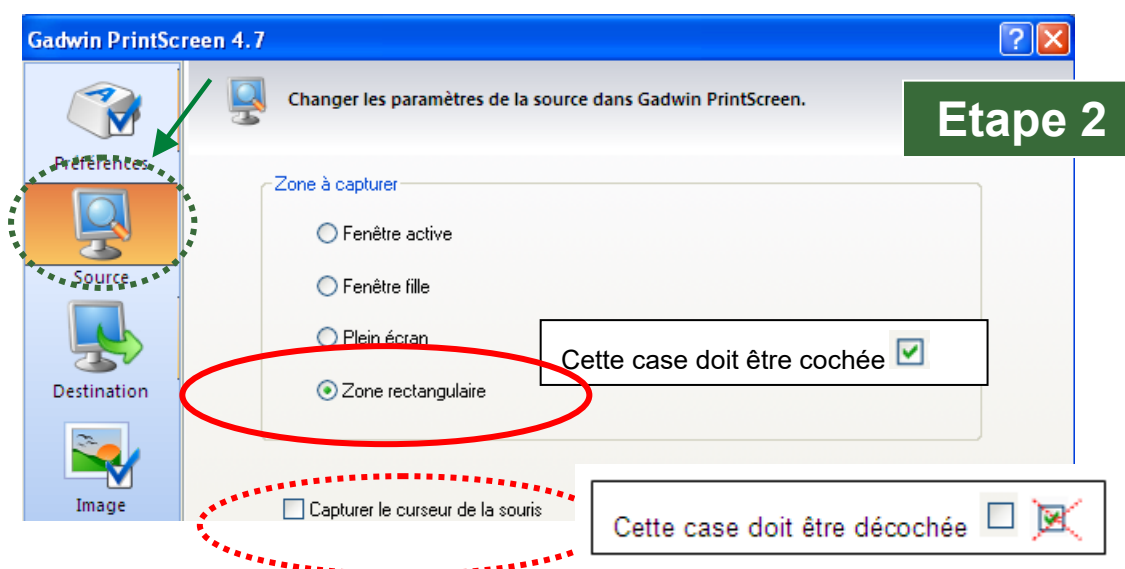 Gadwin PrintScreen 4.7
Changer les paramètres de la source dans Gadwin PrintScreen.
Etape 2
Préférences
Source
Destination
Image
Zone à capturer
Fenêtre active
Fenêtre fille
Plein écran
Cette case doit être cochée
Zone rectangulaire
Capturer le curseur de la souris
Cette case doit être décochée